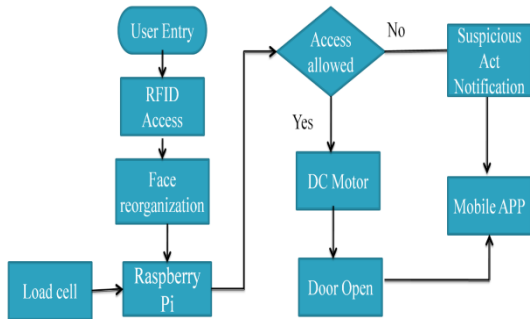 User Entry
RFID
Access
Face
reorganization
Raspberry
Pi
Load cell
Access
allowed
No
Yes
Suspicious
Act
Notification
DC Motor
Mobile APP
Door Open